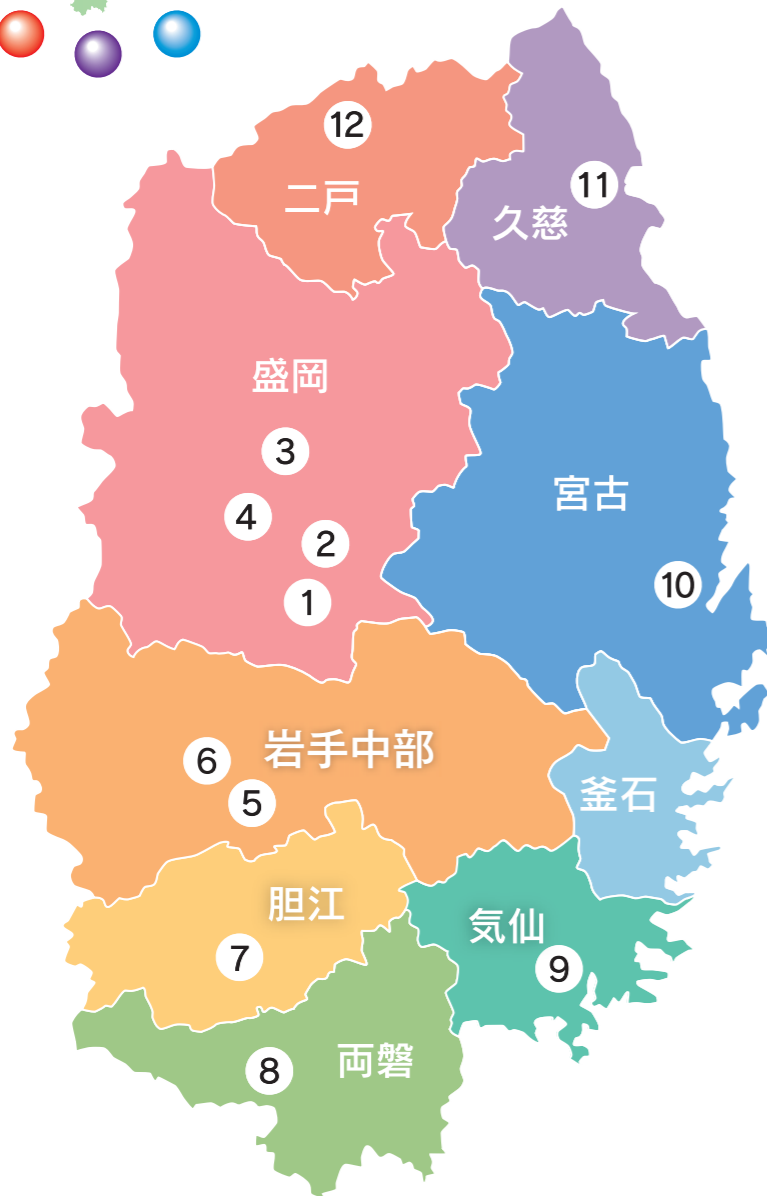 ⑫
二戸
⑪
久慈
盛岡
③
④
②
①
宮古
⑩
岩手中部
⑥
⑤
釜石
胆江
⑦
気仙
⑨
両磐
⑧